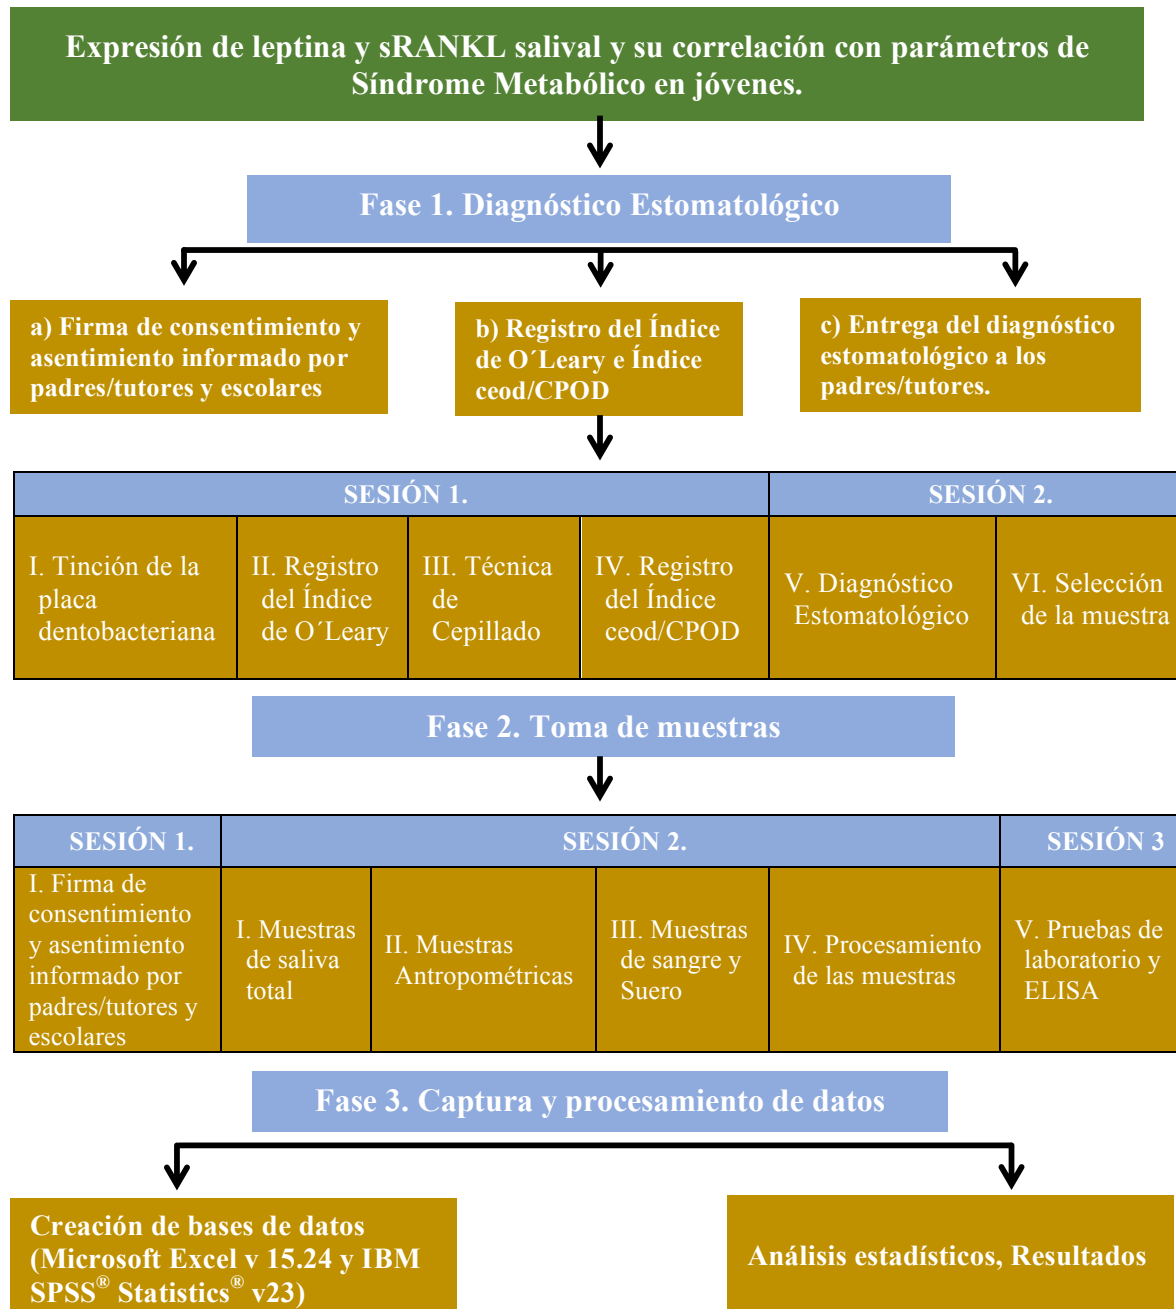 Expresión de leptina y sRANKL salival y su correlación con parámetros de
Síndrome Metabólico en jóvenes.
Fase 1. Diagnóstico Estomatológico
a) Firma de consentimiento y
asentimiento informado por
padres/tutores y escolares
b) Registro del Índice
de O´Leary e Índice
ceod/CPOD
c) Entrega del diagnóstico
estomatológico a los
padres/tutores.
SESIÓN 1.
SESIÓN 2.
I. Tinción de la
placa
dentobacteriana
II. Registro
del Índice
de O´Leary
III. Técnica
de
Cepillado
IV. Registro
del Índice
ceod/CPOD
V. Diagnóstico
Estomatológico
VI. Selección
de la muestra
Fase 2. Toma de muestras
SESIÓN 1.
SESIÓN 2.
SESIÓN 3
I. Firma de
consentimiento
y asentimiento
informado por
padres/tutores y
escolares
I. Muestras
de saliva
total
II. Muestras
Antropométricas
III. Muestras
de sangre y
Suero
IV. Procesamiento
de las muestras
V. Pruebas de
laboratorio y
ELISA
Fase 3. Captura y procesamiento de datos
Creación de bases de datos
(Microsoft Excel v 15.24 y IBM
SPSS® Statistics® v23)
Análisis estadísticos, Resultados